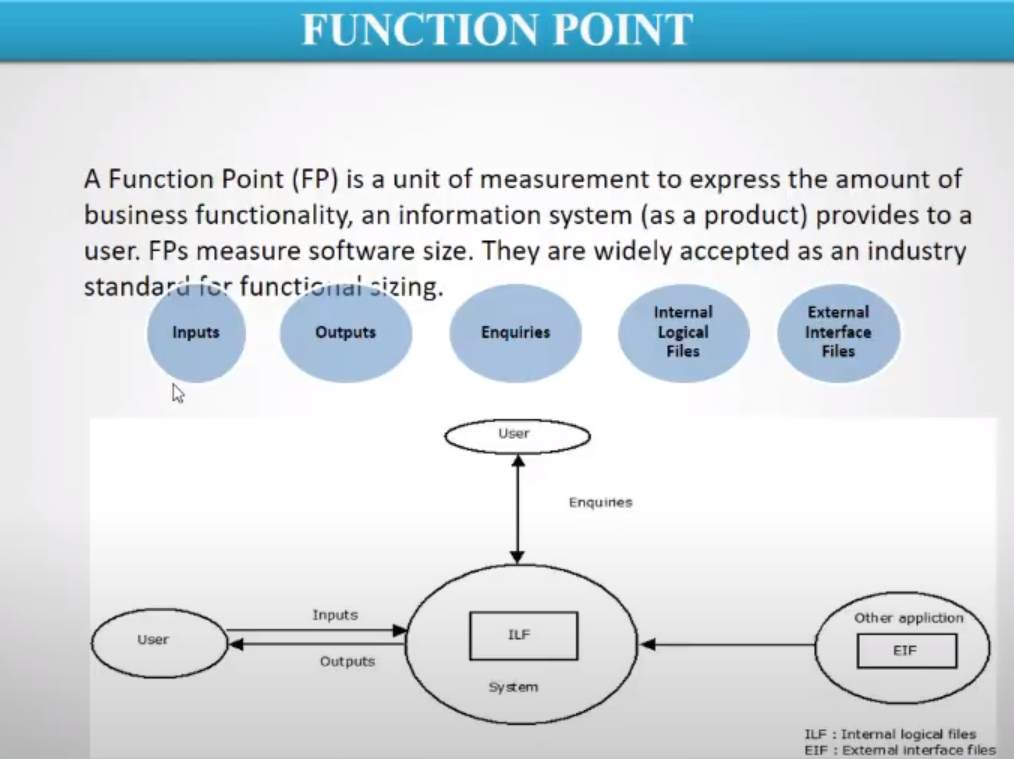 FUNCTION POINT
A Function Point (FP) is a unit of measurement to express the amount of
business functionality, an information system (as a product) provides to a
user. FPs measure software size. They are widely accepted as an industry
standard for functional sizing.
Inputs
Outputs
Enquiries
Internal
Logical
Files
External
Interface
Files
User
Enquiries
Inputs
User
Outputs
ILF
System
Other appliction
EIF
ILF : Internal logical files
EIF : External interface files